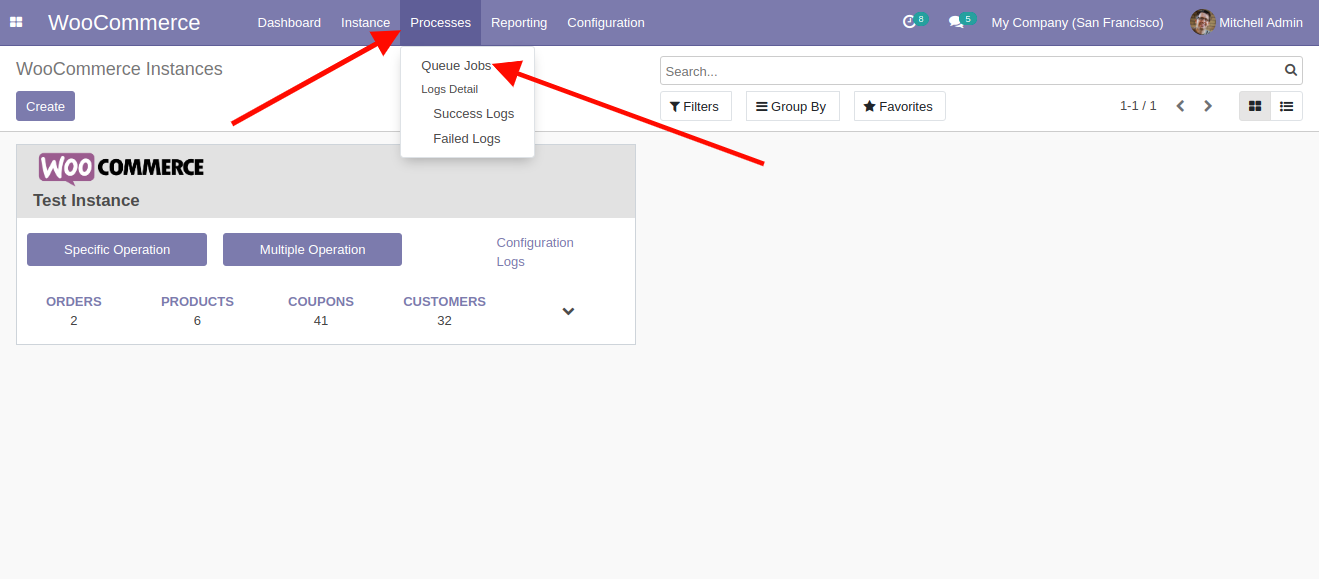 WooCommerce Dashboard Instance Processes Reporting Configuration 8 5 My Company (San Francisco) Mitchell Admin
WooCommerce Instances
Create
Queue Jobs
Logs Detail
Success Logs
Failed Logs
Search...
Filters Group By Favorites 1-1 / 1
WOO COMMERCE
Test Instance
Specific Operation Multiple Operation Configuration
Logs
ORDERS PRODUCTS COUPONS CUSTOMERS
2 6 41 32